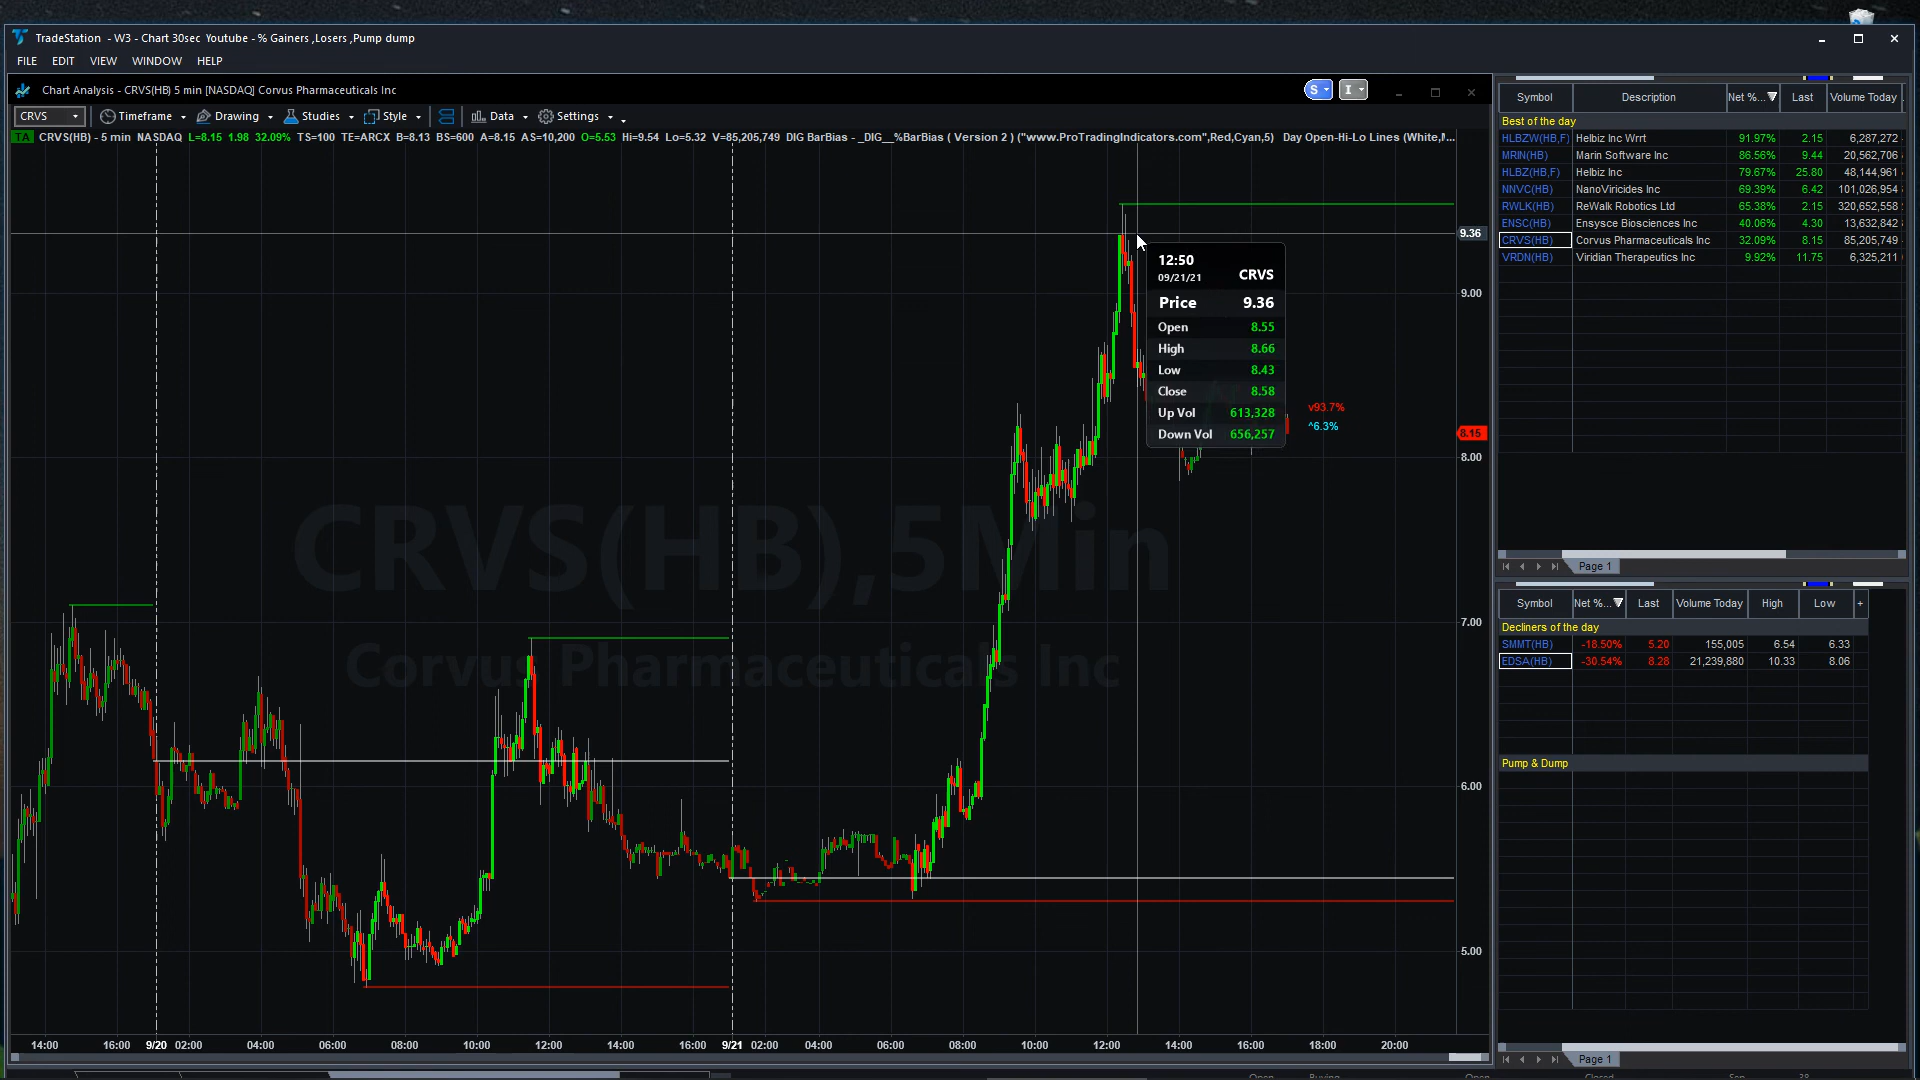 TradeStation - W3 - Chart 30sec Youtube - % Gainers ,Losers ,Pump dump
FILE EDIT VIEW WINDOW HELP
Chart Analysis - CRVS(HB) 5 min [NASDAQ] Corvus Pharmaceuticals Inc
S I
CRVS Timeframe Drawing Studies Style Data Settings
TA CRVS(HB) - 5 min NASDAQ L=8.15 1.98 32.09% TS=100 TE=ARCX B=8.13 BS=600 A=8.15 AS=10,200 O=5.53 Hi=9.54 Lo=5.32 V=85,205,749 DIG BarBias - _DIG__%BarBias ( Version 2 ) ("www.ProTradingIndicators.com",Red,Cyan,5) Day Open-Hi-Lo Lines (White,...
9.36
9.00
8.15
8.00
7.00
6.00
5.00
12:50
09/21/21 CRVS
Price 9.36
Open 8.55
High 8.66
Low 8.43
Close 8.58
Up Vol 613,328
Down Vol 656,257
v93.7%
^6.3%
CRVS(HB),5Min
Corvus Pharmaceuticals Inc
14:00 16:00 9/20 02:00 04:00 06:00 08:00 10:00 12:00 14:00 16:00 9/21 02:00 04:00 06:00 08:00 10:00 12:00 14:00 16:00 18:00 20:00
Symbol Description Net %... Last Volume Today
Best of the day
HLBZW(HB,F) Helbiz Inc Wrrt 91.97% 2.15 6,287,272
MRIN(HB) Marin Software Inc 86.56% 9.44 20,562,706
HLBZ(HB,F) Helbiz Inc 79.67% 25.80 48,144,961
NNVC(HB) NanoViricides Inc 69.39% 6.42 101,026,954
RWLK(HB) ReWalk Robotics Ltd 65.38% 2.15 320,652,558
ENSC(HB) Ensysce Biosciences Inc 40.06% 4.30 13,632,842
CRVS(HB) Corvus Pharmaceuticals Inc 32.09% 8.15 85,205,749
VRDN(HB) Viridian Therapeutics Inc 9.92% 11.75 6,325,211
Page 1
Symbol Net %... Last Volume Today High Low +
Decliners of the day
SMMT(HB) -18.50% 5.20 155,005 6.54 6.33
EDSA(HB) -30.54% 8.28 21,239,880 10.33 8.06
Pump & Dump
Page 1